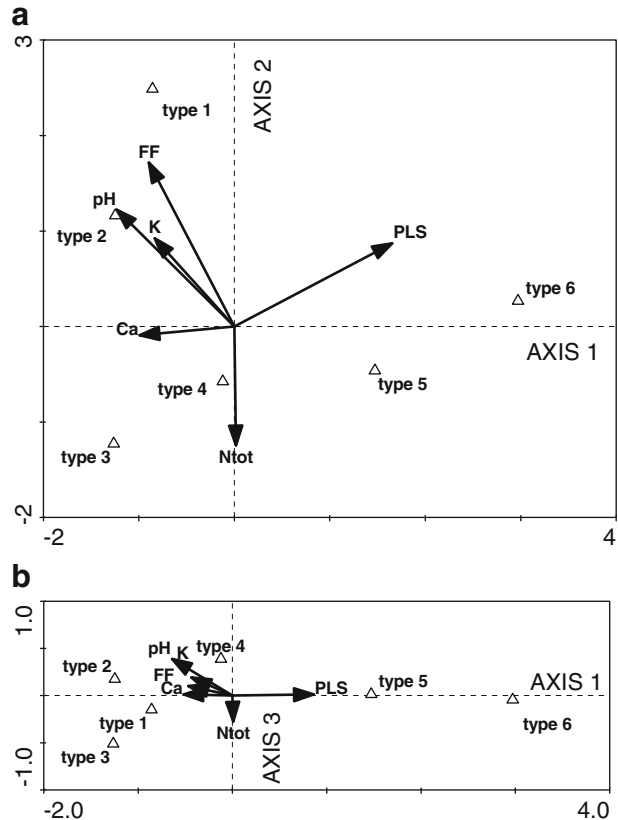 a
3
AXIS 2
type 1
FF
pH
K
type 2
PLS
type 6
Ca
AXIS 1
type 4
type 5
type 3
Ntot
-2
-2
4
b
1.0
pH K type 4
type 2
FF
Ca
PLS
type 5
AXIS 1
type 1
Ntot
AXIS 3
type 6
type 3
-1.0
-2.0
4.0